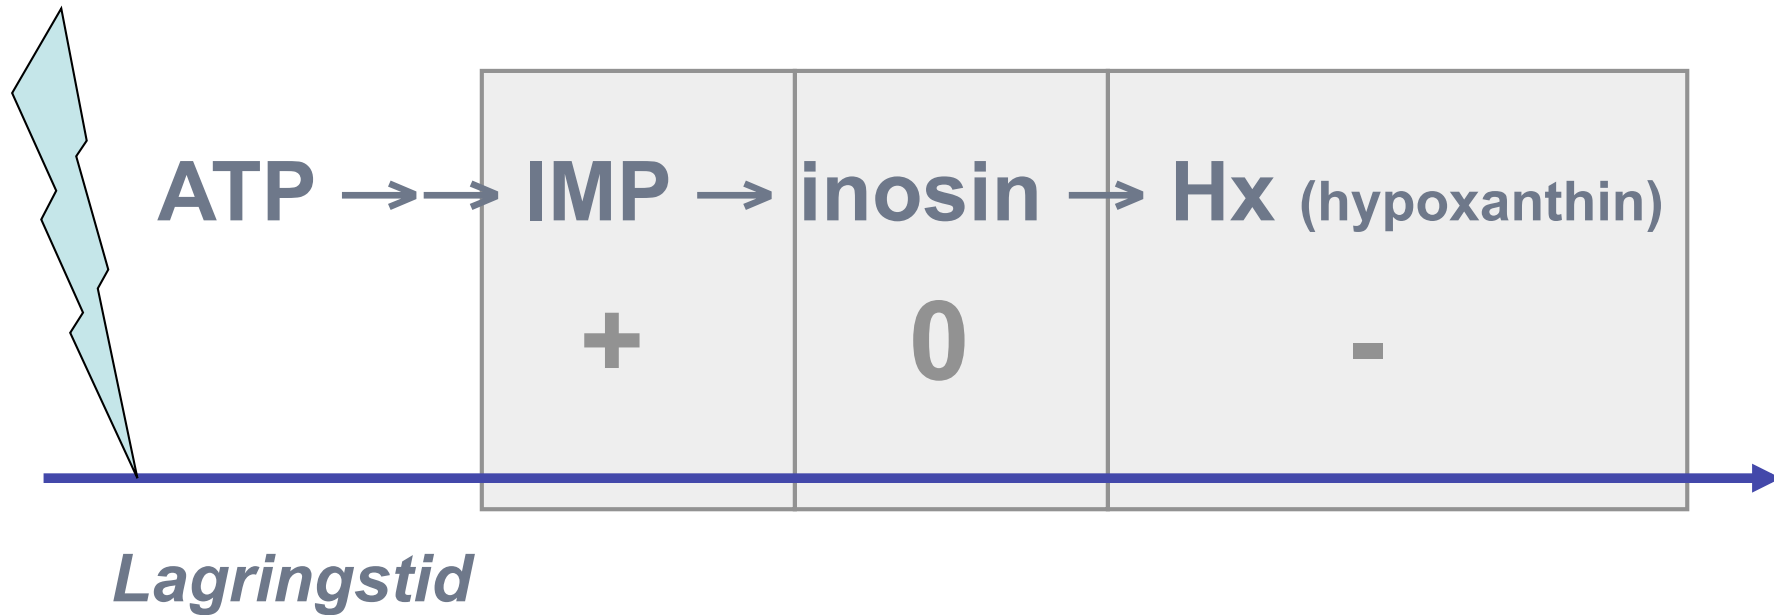 ATP →→ IMP → inosin → Hx (hypoxanthin)
+ 0 -
Lagringstid